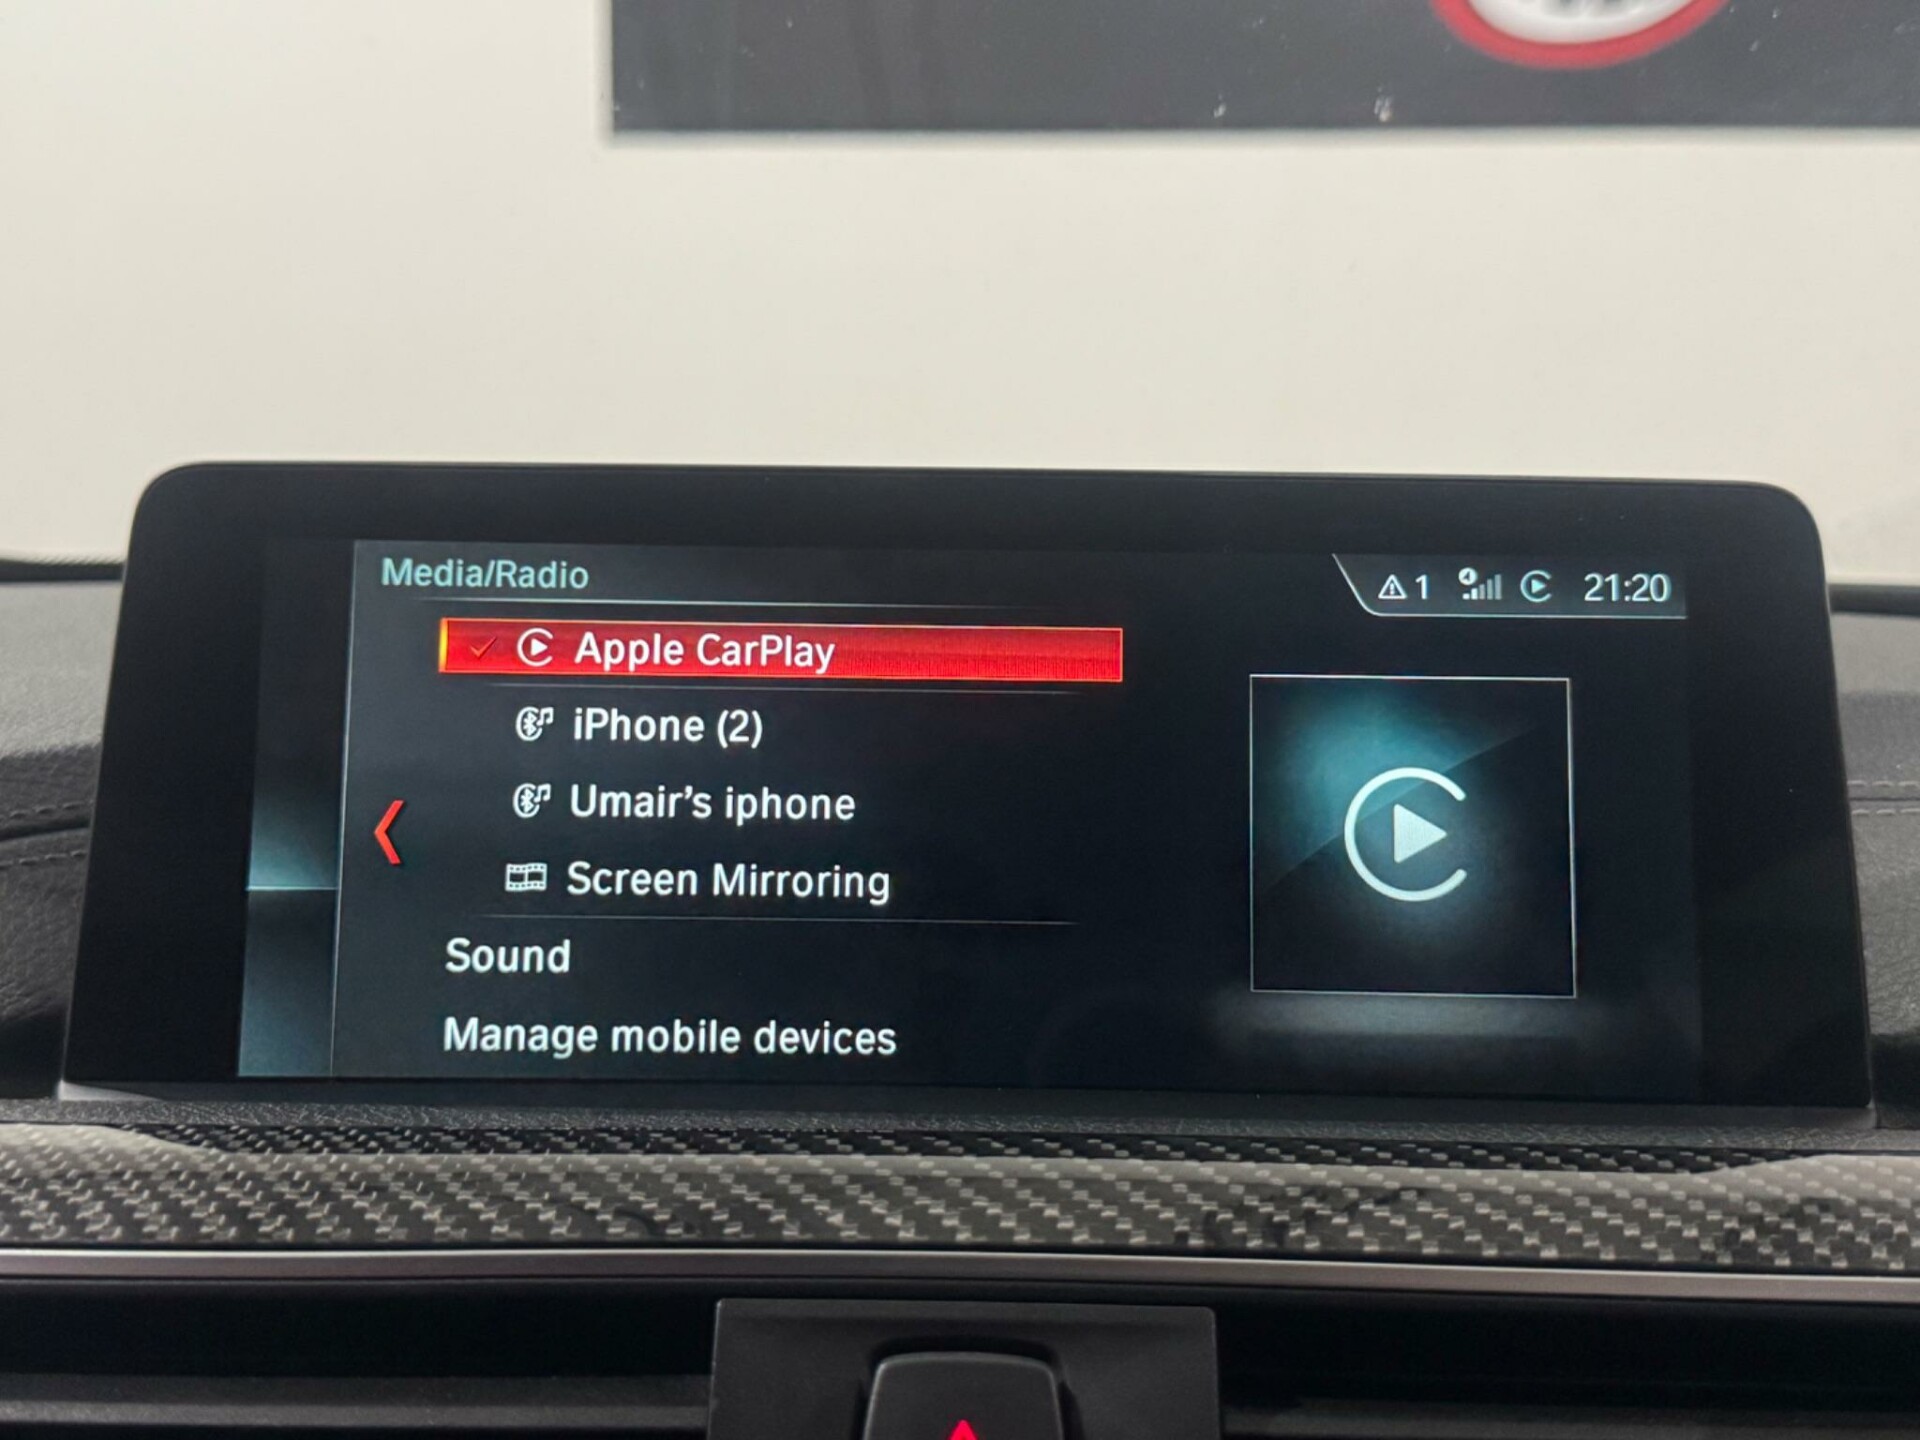 Media/Radio
1 21:20
Apple CarPlay
iPhone (2)
Umair's iphone
Screen Mirroring
Sound
Manage mobile devices